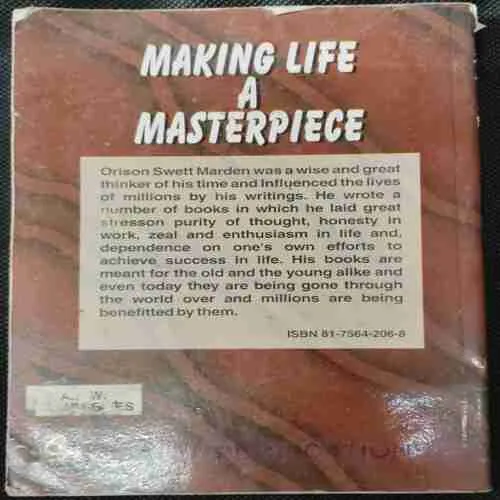 MAKING LIFE
A
MASTERPIECE
Orison Swett Marden was a wise and great
thinker of his time and Influenced the lives
of millions by his writings. He wrote a
number of books in which he laid great
stresson purity of thought, honesty in
work, zeal and enthusiasm in life and,
dependence on one's own efforts to
achieve success in life. His books are
meant for the old and the young alike and
even today they are being gone through
the world over and millions are being
benefitted by them.
ISBN 81-7564-206-8
A. W.